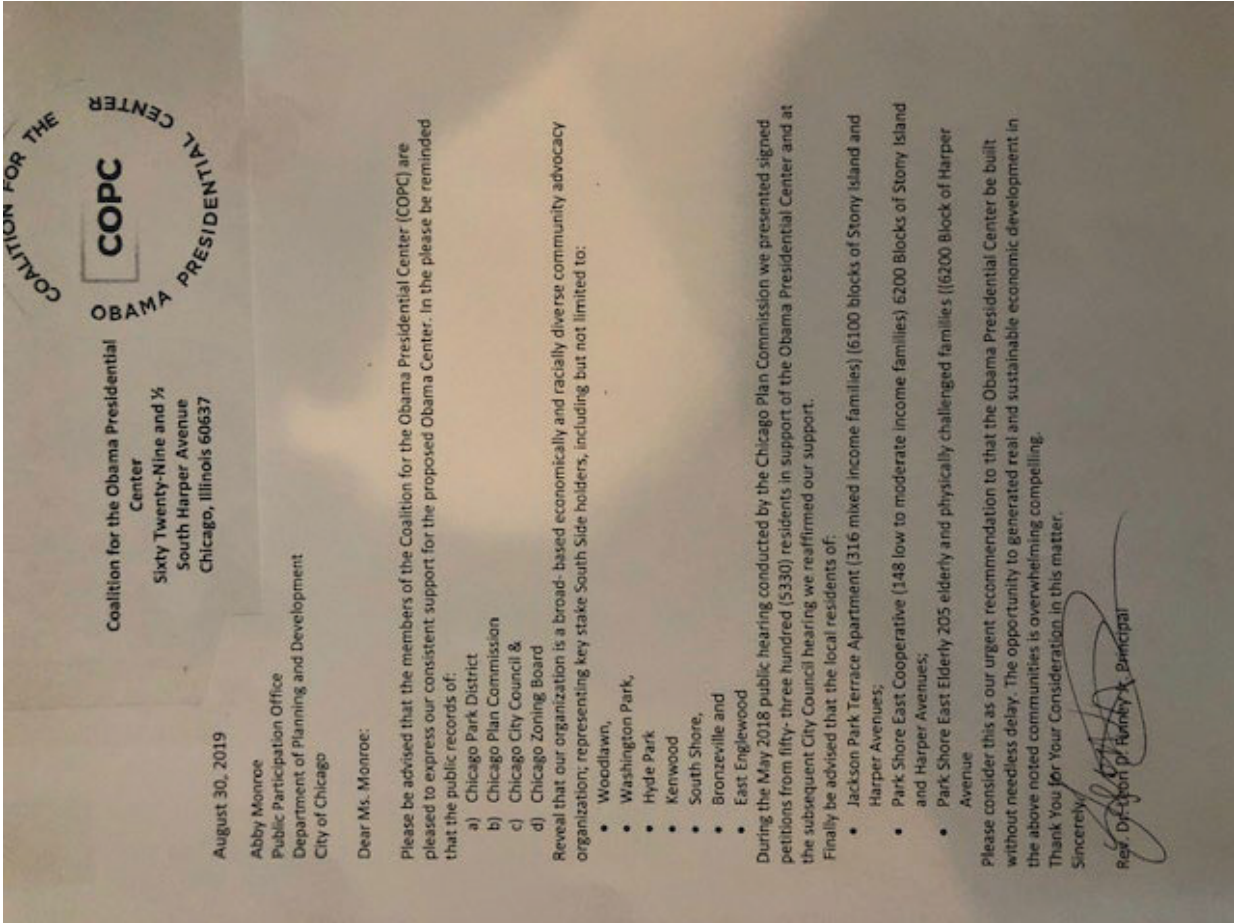 COALITION FOR THE
OBAMA PRESIDENTIAL CENTER
COPC
Coalition for the Obama Presidential
Center
Sixty Twenty-Nine and ½
South Harper Avenue
Chicago, Illinois 60637
August 30, 2019
Abby Monroe
Public Participation Office
Department of Planning and Development
City of Chicago
Dear Ms. Monroe:
Please be advised that the members of the Coalition for the Obama Presidential Center (COPC) are
pleased to express our consistent support for the proposed Obama Center. In the please be reminded
that the public records of:
a) Chicago Park District
b) Chicago Plan Commission
c) Chicago City Council &
d) Chicago Zoning Board
Reveal that our organization is a broad- based economically and racially diverse community advocacy
organization; representing key stake South Side holders, including but not limited to:
• Woodlawn,
• Washington Park,
• Hyde Park
• Kenwood
• South Shore,
• Bronzeville and
• East Englewood
During the May 2018 public hearing conducted by the Chicago Plan Commission we presented signed
petitions from fifty- three hundred (5330) residents in support of the Obama Presidential Center and at
the subsequent City Council hearing we reaffirmed our support.
Finally be advised that the local residents of:
• Jackson Park Terrace Apartment (316 mixed income families) (6100 blocks of Stony Island and
Harper Avenues;
• Park Shore East Cooperative (148 low to moderate income families) 6200 Blocks of Stony Island
and Harper Avenues;
• Park Shore East Elderly 205 elderly and physically challenged families ((6200 Block of Harper
Avenue
Please consider this as our urgent recommendation to that the Obama Presidential Center be built
without needless delay. The opportunity to generated real and sustainable economic development in
the above noted communities is overwhelming compelling.
Thank You for Your Consideration in this matter.
Sincerely,
Rev. Dr. Finney Jr, Principal